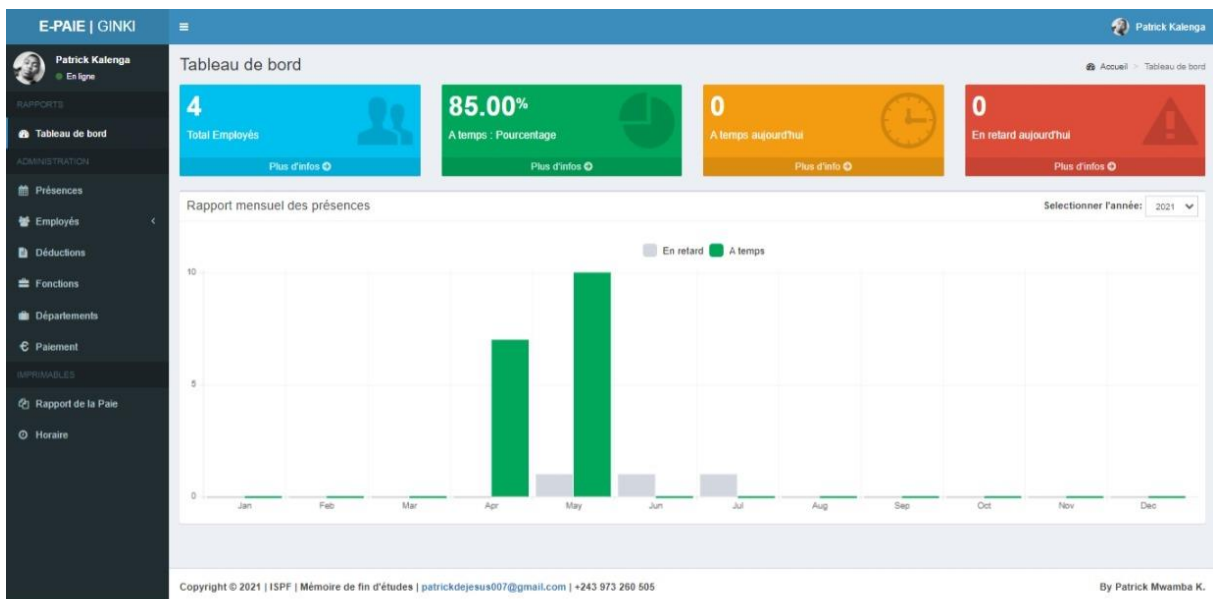 E-PAIE | GINKI
Patrick Kalenga
Patrick Kalenga
En ligne
RAPPORTS
Tableau de bord
ADMINISTRATION
Présences
Employés
Déductions
Fonctions
Départements
Paiement
IMPRIMABLES
Rapport de la Paie
Horaire
Tableau de bord
Accueil > Tableau de bord
4
Total Employés
Plus d'infos
85.00%
A temps : Pourcentage
Plus d'infos
0
A temps aujourd'hui
Plus d'info
0
En retard aujourd'hui
Plus d'infos
Rapport mensuel des présences
Selectionner l'année: 2021
En retard A temps
10
5
0
Jan Feb Mar Apr May Jun Jul Aug Sep Oct Nov Dec
Copyright © 2021 | ISPF | Mémoire de fin d'études | patrickdejesus007@gmail.com | +243 973 260 505
By Patrick Mwamba K.